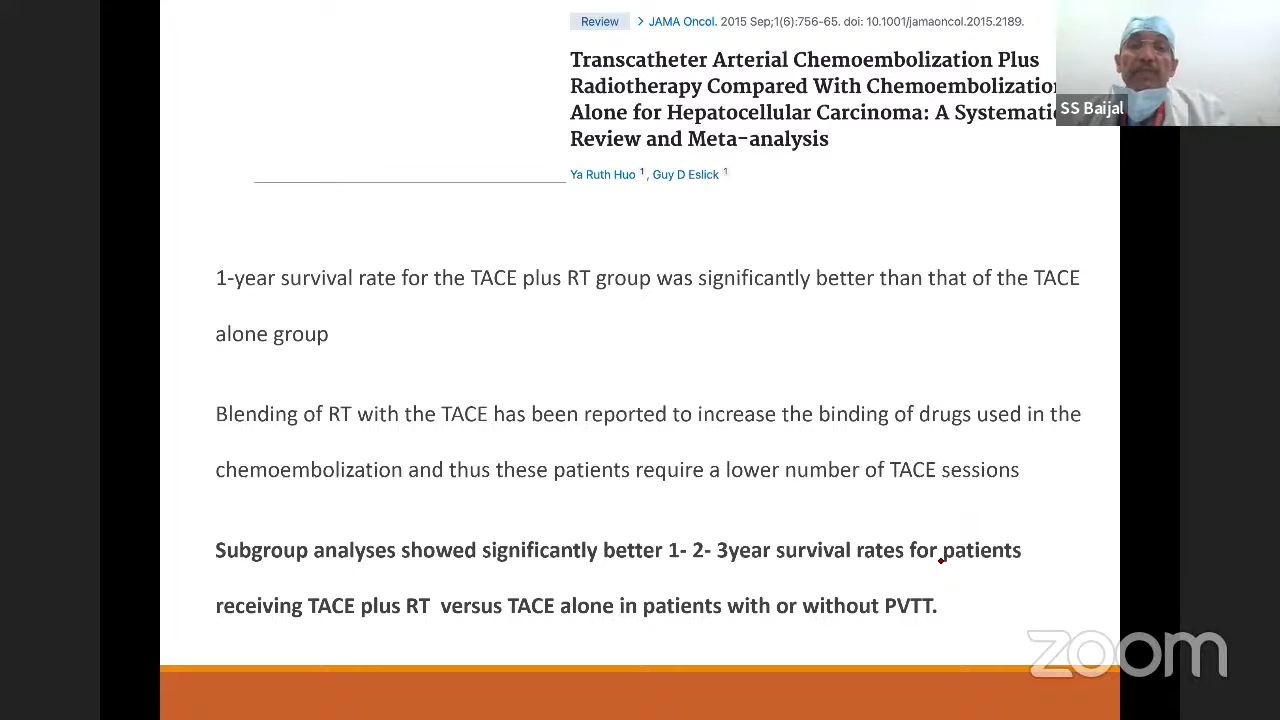 Review > JAMA Oncol. 2015 Sep;1(6):756-65. doi: 10.1001/jamaoncol.2015.2189.
Transcatheter Arterial Chemoembolization Plus
Radiotherapy Compared With Chemoembolization
Alone for Hepatocellular Carcinoma: A Systematic
Review and Meta-analysis
Ya Ruth Huo 1, Guy D Eslick 1
SS Baijal
1-year survival rate for the TACE plus RT group was significantly better than that of the TACE
alone group
Blending of RT with the TACE has been reported to increase the binding of drugs used in the
chemoembolization and thus these patients require a lower number of TACE sessions
Subgroup analyses showed significantly better 1- 2- 3year survival rates for patients
receiving TACE plus RT versus TACE alone in patients with or without PVTT.
zoom